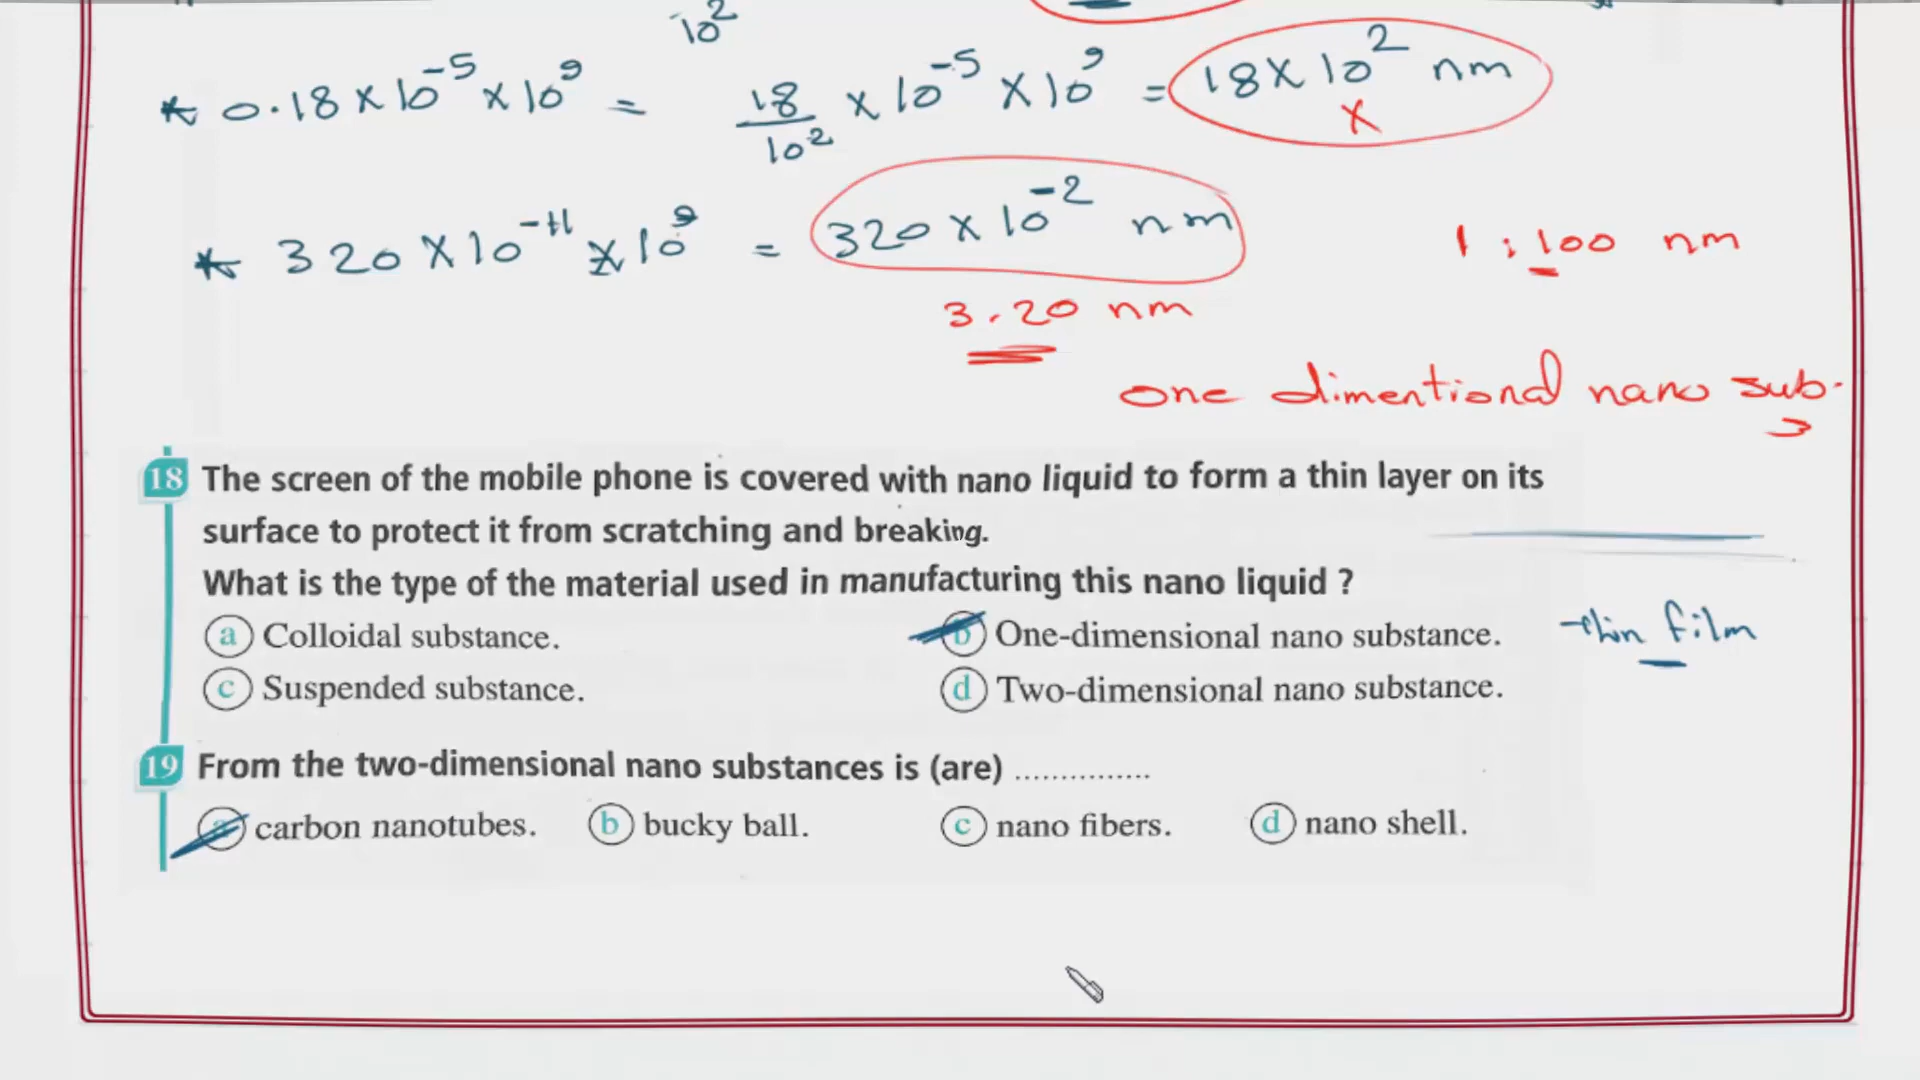 10²
* 0.18 × 10⁻⁵ × 10⁹ = 18/10² × 10⁻⁵ × 10⁹ = 18 × 10² nm
X
* 320 × 10⁻¹¹ × 10⁹ = 320 × 10⁻² nm
1 : 100 nm
3.20 nm
one dimentional nano sub.
18 The screen of the mobile phone is covered with nano liquid to form a thin layer on its
surface to protect it from scratching and breaking.
What is the type of the material used in manufacturing this nano liquid ?
a Colloidal substance. b One-dimensional nano substance.
thin film
c Suspended substance. d Two-dimensional nano substance.
19 From the two-dimensional nano substances is (are) ..............
a carbon nanotubes. b bucky ball. c nano fibers. d nano shell.